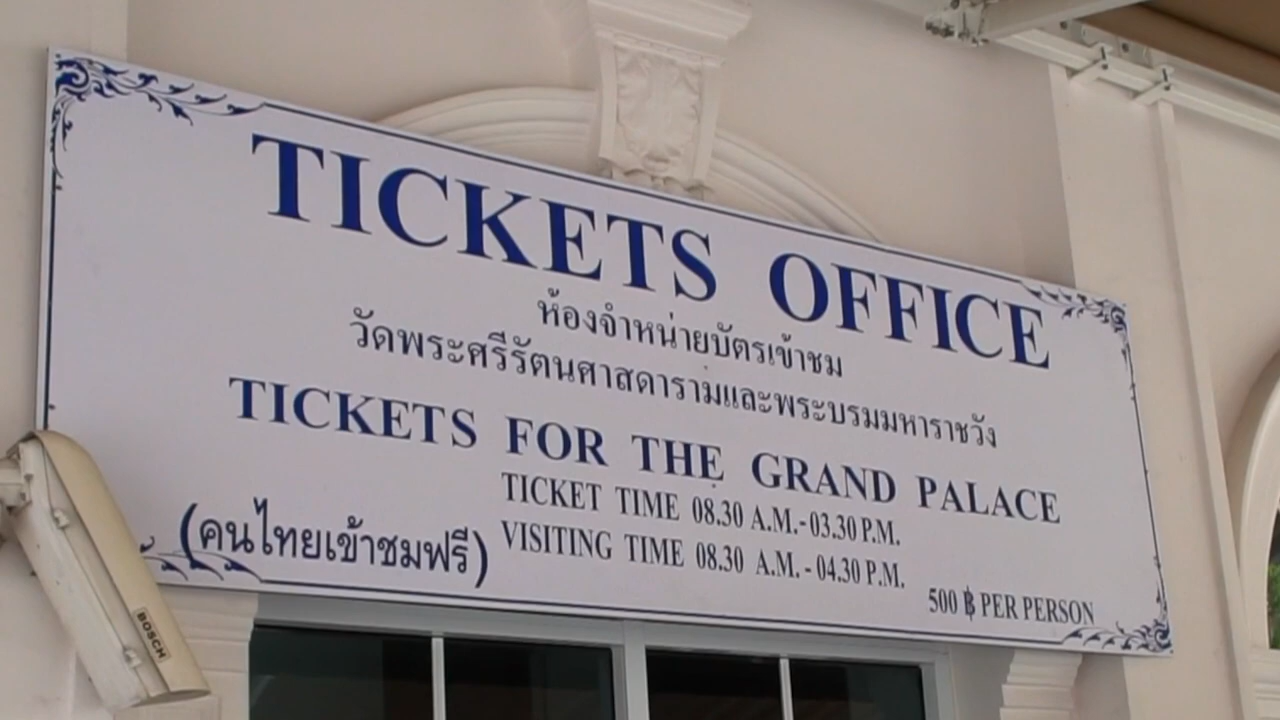 TICKETS OFFICE
ห้องจำหน่ายบัตรเข้าชม
วัดพระศรีรัตนศาสดารามและพระบรมมหาราชวัง
TICKETS FOR THE GRAND PALACE
TICKET TIME 08.30 A.M.-03.30 P.M.
(คนไทยเข้าชมฟรี) VISITING TIME 08.30 A.M. - 04.30 P.M.
500 ฿ PER PERSON
BOSCH